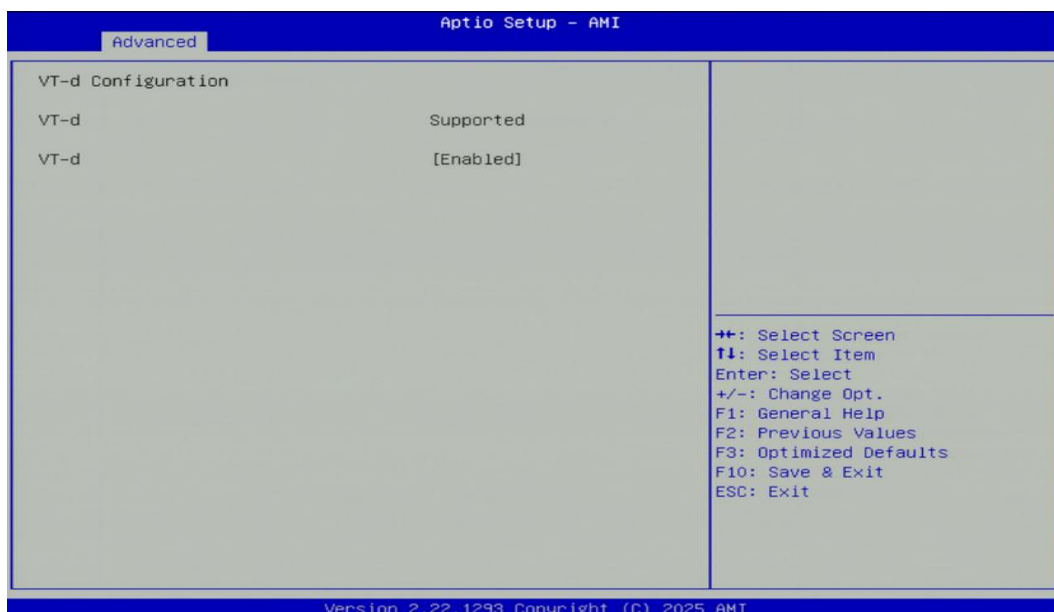 Aptio Setup – AMI
Advanced
VT-d Configuration
VT-d Supported
VT-d [Enabled]
→←: Select Screen
↑↓: Select Item
Enter: Select
+/-: Change Opt.
F1: General Help
F2: Previous Values
F3: Optimized Defaults
F10: Save & Exit
ESC: Exit
Version 2.22.1293 Copyright (C) 2025 AMI